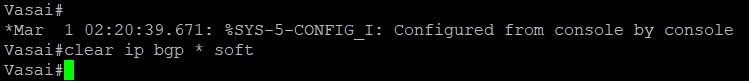 Vasai#
*Mar  1 02:20:39.671: %SYS-5-CONFIG_I: Configured from console by console
Vasai#clear ip bgp * soft
Vasai#